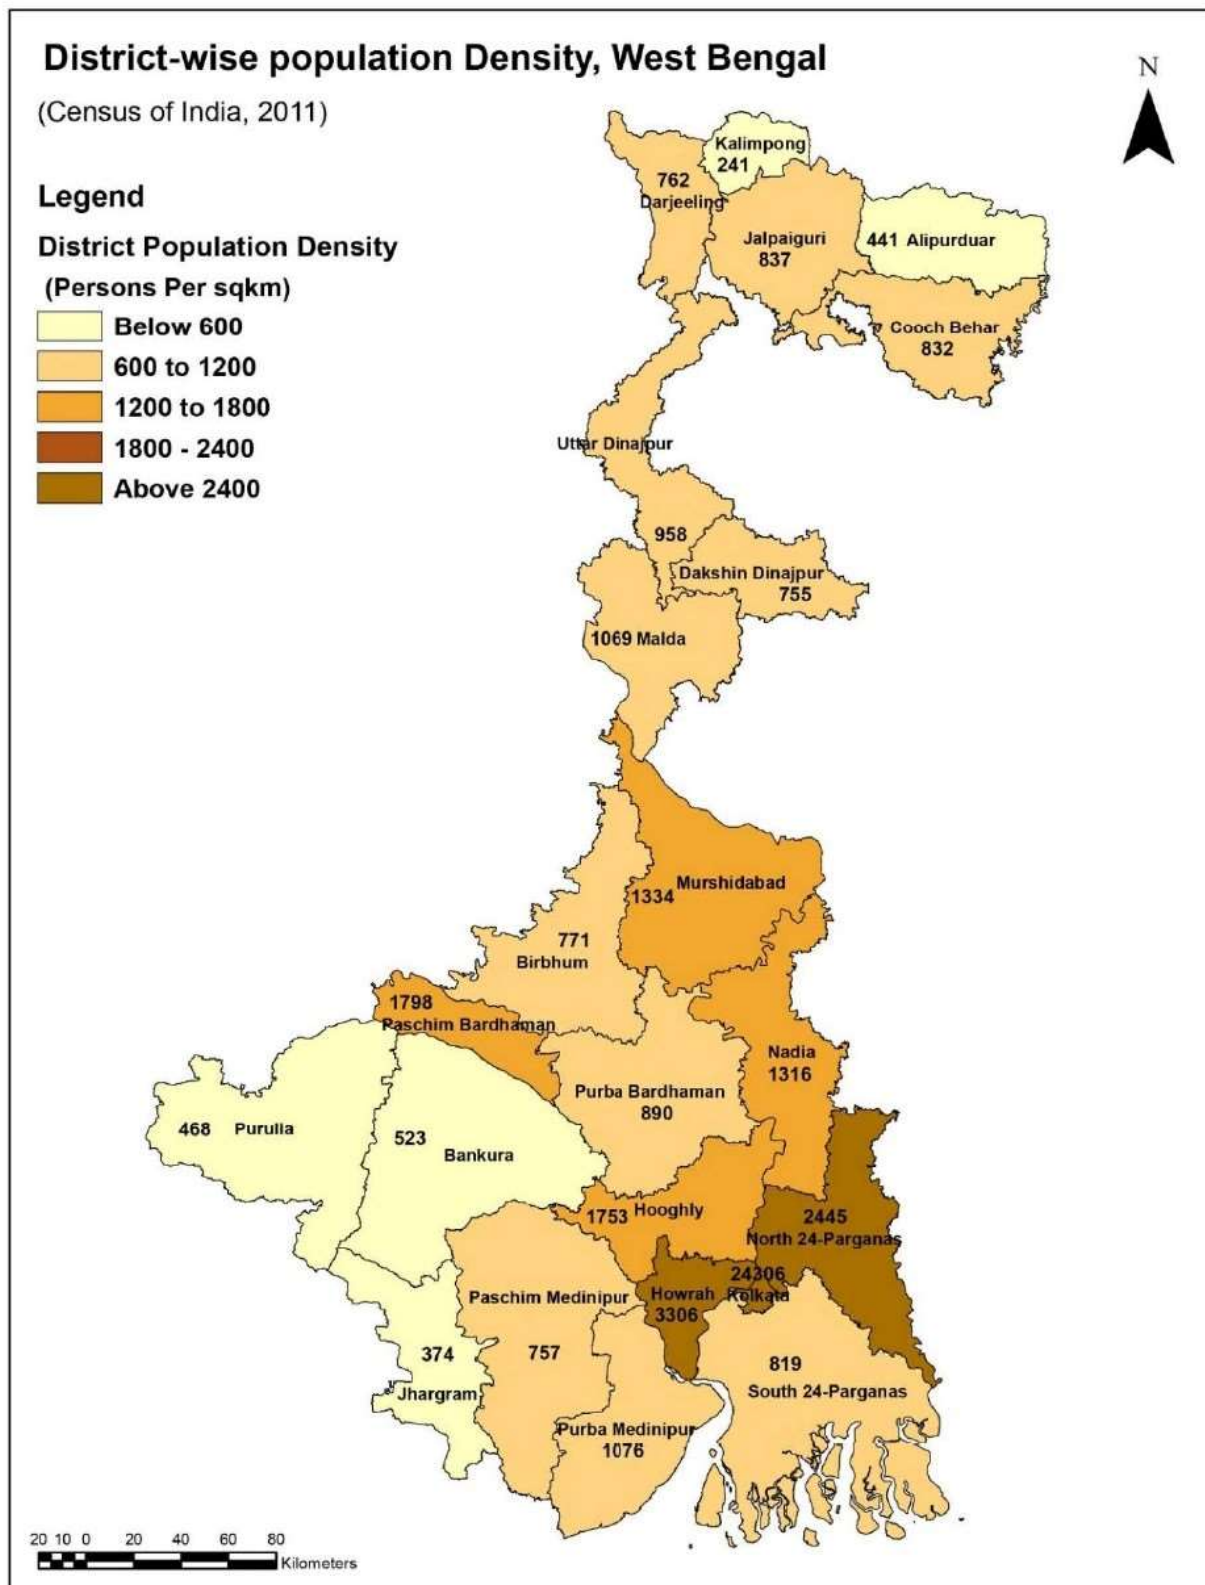 District-wise population Density, West Bengal
(Census of India, 2011)
N
Legend
District Population Density
(Persons Per sqkm)
Below 600
600 to 1200
1200 to 1800
1800 - 2400
Above 2400
Kalimpong
241
762
Darjeeling
Jalpaiguri
837
441 Alipurduar
Cooch Behar
832
Uttar Dinajpur
958
Dakshin Dinajpur
755
1069 Malda
Murshidabad
1334
771
Birbhum
1798
Paschim Bardhaman
Nadia
1316
Purba Bardhaman
890
468 Purulia
523
Bankura
1753 Hooghly
2445
North 24-Parganas
24306
Kolkata
Howrah
3306
Paschim Medinipur
757
374
Jhargram
819
South 24-Parganas
Purba Medinipur
1076
20 10 0 20 40 60 80
Kilometers